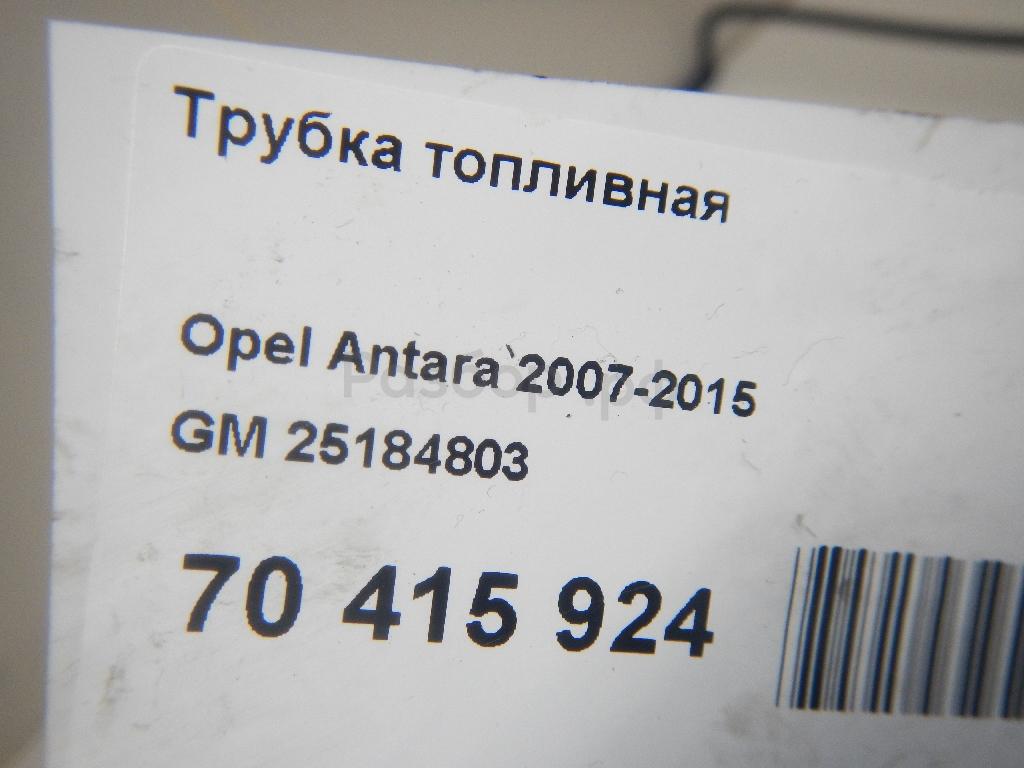 Трубка топливная
Opel Antara 2007-2015
GM 25184803
70 415 924